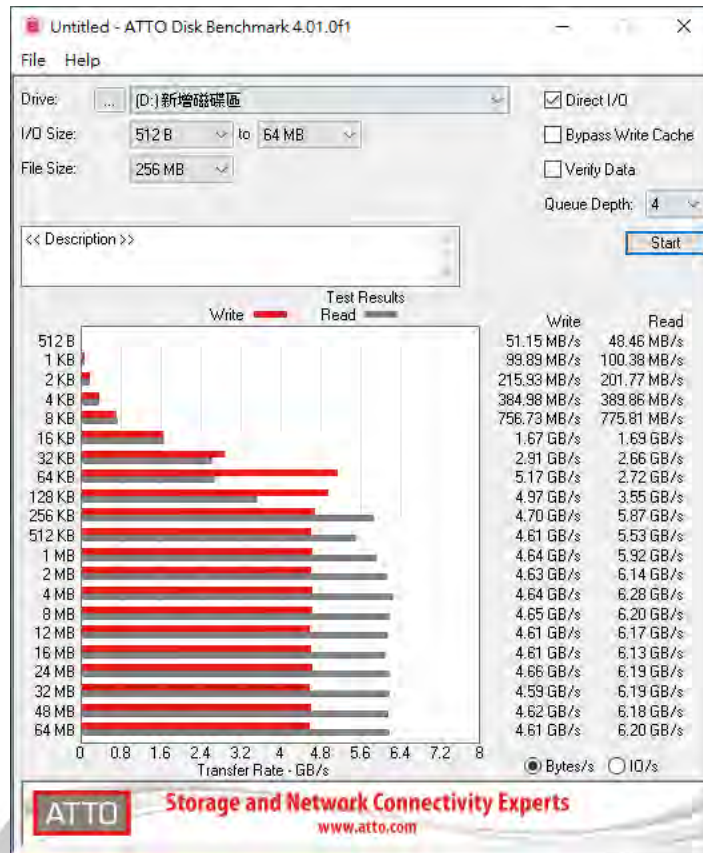 Untitled - ATTO Disk Benchmark 4.01.0f1
File Help
Drive: ... (D:)新增磁碟區
Direct I/O
I/O Size: 512 B to 64 MB
Bypass Write Cache
File Size: 256 MB
Verify Data
Queue Depth: 4
<< Description >>
Start
Test Results
Write Read
Write Read
512 B 51.15 MB/s 48.46 MB/s
1 KB 99.89 MB/s 100.38 MB/s
2 KB 215.93 MB/s 201.77 MB/s
4 KB 384.98 MB/s 389.86 MB/s
8 KB 756.73 MB/s 775.81 MB/s
16 KB 1.67 GB/s 1.69 GB/s
32 KB 2.91 GB/s 2.66 GB/s
64 KB 5.17 GB/s 2.72 GB/s
128 KB 4.97 GB/s 3.55 GB/s
256 KB 4.70 GB/s 5.87 GB/s
512 KB 4.61 GB/s 5.53 GB/s
1 MB 4.64 GB/s 5.92 GB/s
2 MB 4.63 GB/s 6.14 GB/s
4 MB 4.64 GB/s 6.28 GB/s
8 MB 4.65 GB/s 6.20 GB/s
12 MB 4.61 GB/s 6.17 GB/s
16 MB 4.61 GB/s 6.13 GB/s
24 MB 4.66 GB/s 6.19 GB/s
32 MB 4.59 GB/s 6.19 GB/s
48 MB 4.62 GB/s 6.18 GB/s
64 MB 4.61 GB/s 6.20 GB/s
0 0.8 1.6 2.4 3.2 4 4.8 5.6 6.4 7.2 8
Transfer Rate - GB/s
Bytes/s IO/s
ATTO
Storage and Network Connectivity Experts
www.atto.com